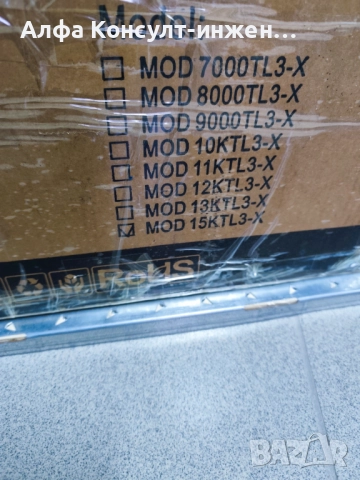 Алфа Консулт-инжен...
Model:
MOD 7000TL3-X
MOD 8000TL3-X
MOD 9000TL3-X
MOD 10KTL3-X
MOD 11KTL3-X
MOD 12KTL3-X
MOD 13KTL3-X
MOD 15KTL3-X
RoHS
BAZAR